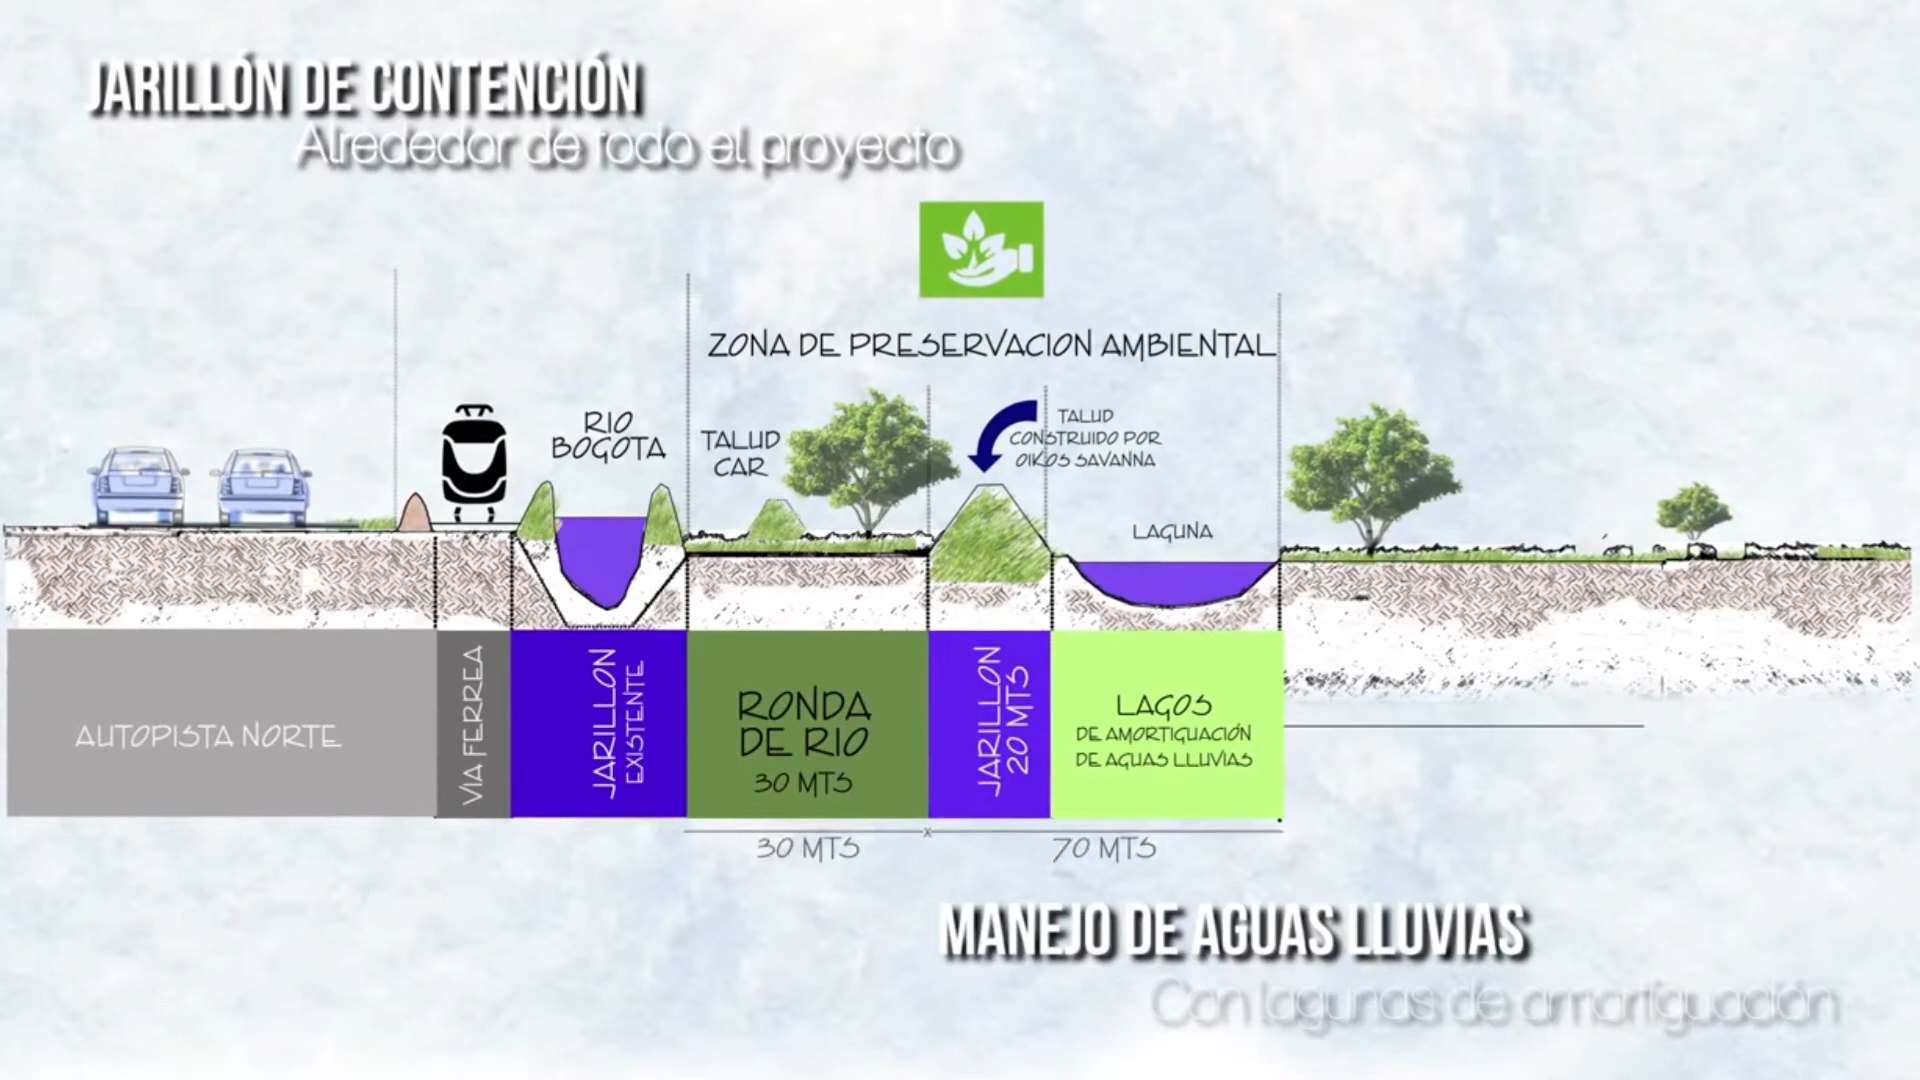 JARILLÓN DE CONTENCIÓN
Alrededor de todo el proyecto
ZONA DE PRESERVACION AMBIENTAL
RIO
BOGOTA
TALUD
CAR
TALUD
CONSTRUIDO POR
OIKOS SAVANNA
LAGUNA
AUTOPISTA NORTE
VIA FERREA
JARILLON
EXISTENTE
RONDA
DE RIO
30 MTS
JARILLON
20 MTS
LAGOS
DE AMORTIGUACIÓN
DE AGUAS LLUVIAS
30 MTS
x
70 MTS
MANEJO DE AGUAS LLUVIAS
Con lagunas de amortiguación